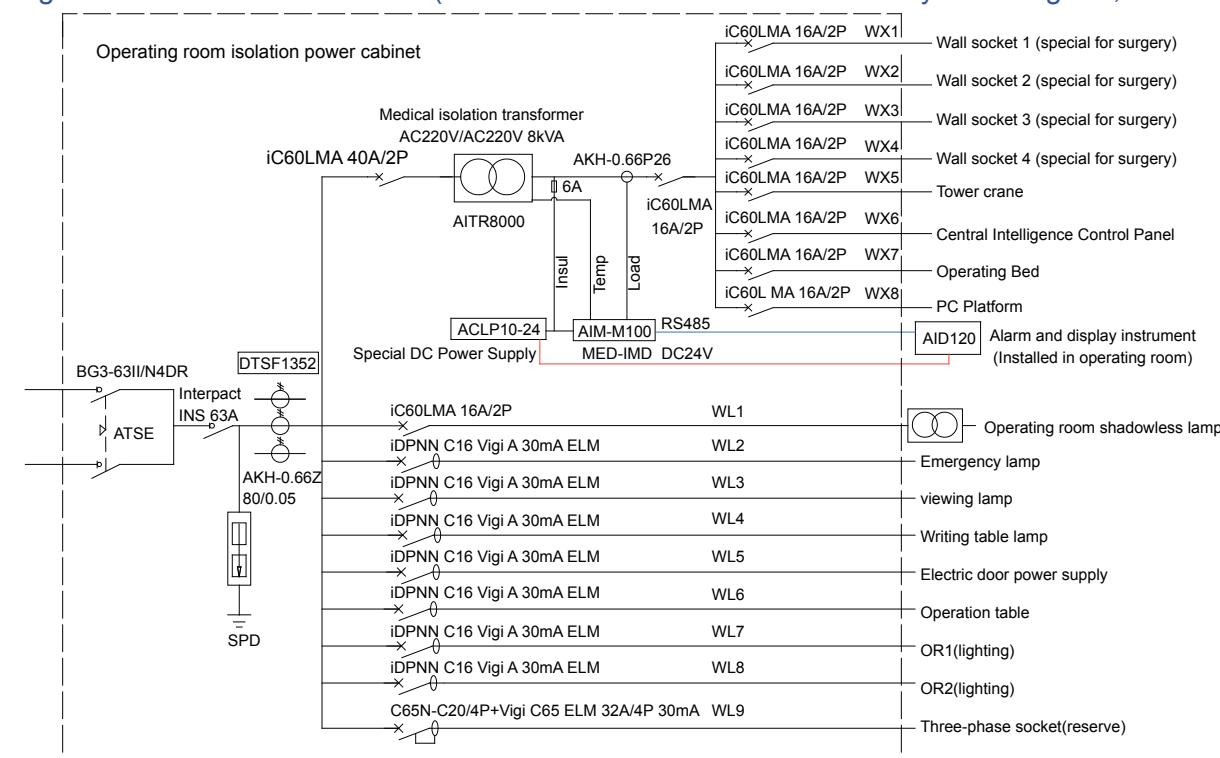 Operating room isolation power cabinet
iC60LMA 16A/2P WX1
Wall socket 1 (special for surgery)
iC60LMA 16A/2P WX2
Wall socket 2 (special for surgery)
iC60LMA 16A/2P WX3
Wall socket 3 (special for surgery)
iC60LMA 16A/2P WX4
Wall socket 4 (special for surgery)
iC60LMA 16A/2P WX5
Tower crane
iC60LMA 16A/2P WX6
Central Intelligence Control Panel
iC60LMA 16A/2P WX7
Operating Bed
iC60L MA 16A/2P WX8
PC Platform
Medical isolation transformer
AC220V/AC220V 8kVA
iC60LMA 40A/2P
AITR8000
AKH-0.66P26
6A
iC60LMA
16A/2P
Insul
Temp
Load
ACLP10-24
AIM-M100
RS485
Special DC Power Supply
MED-IMD DC24V
AID120
Alarm and display instrument
(Installed in operating room)
BG3-63II/N4DR
ATSE
Interpact
INS 63A
DTSF1352
AKH-0.66Z
80/0.05
SPD
iC60LMA 16A/2P WL1
Operating room shadowless lamp
iDPNN C16 Vigi A 30mA ELM WL2
Emergency lamp
iDPNN C16 Vigi A 30mA ELM WL3
viewing lamp
iDPNN C16 Vigi A 30mA ELM WL4
Writing table lamp
iDPNN C16 Vigi A 30mA ELM WL5
Electric door power supply
iDPNN C16 Vigi A 30mA ELM WL6
Operation table
iDPNN C16 Vigi A 30mA ELM WL7
OR1(lighting)
iDPNN C16 Vigi A 30mA ELM WL8
OR2(lighting)
C65N-C20/4P+Vigi C65 ELM 32A/4P 30mA WL9
Three-phase socket(reserve)